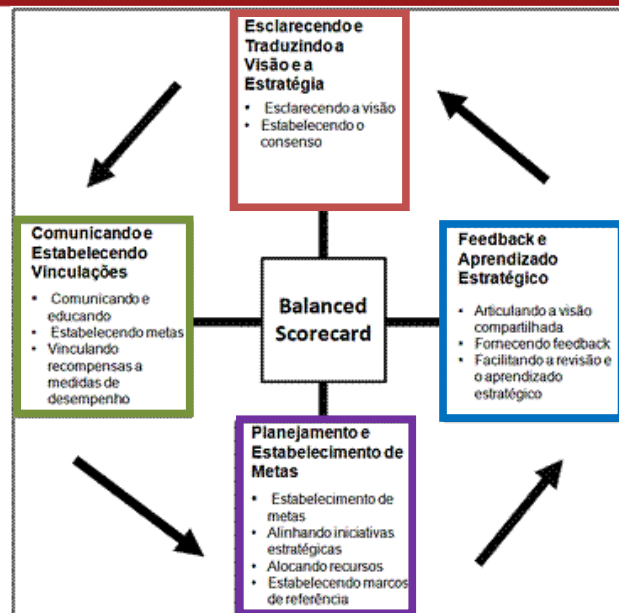 Esclarecendo e
Traduzindo a
Visão e a
Estratégia
• Esclarecendo a visão
• Estabelecendo o
consenso
Comunicando e
Estabelecendo
Vinculações
• Comunicando e
educando
• Estabelecendo metas
• Vinculando
recompensas a
medidas de
desempenho
Balanced
Scorecard
Feedback e
Aprendizado
Estratégico
• Articulando a visão
compartilhada
• Fornecendo feedback
• Facilitando a revisão e
o aprendizado
estratégico
Planejamento e
Estabelecimento de
Metas
• Estabelecimento de
metas
• Alinhando iniciativas
estratégicas
• Alocando recursos
• Estabelecendo marcos
de referência